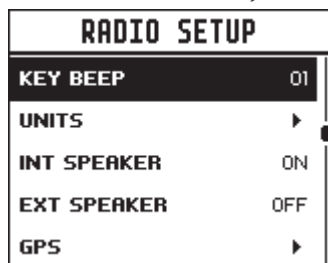 RADIO SETUP
KEY BEEP 01
UNITS ▶
INT SPEAKER ON
EXT SPEAKER OFF
GPS ▶